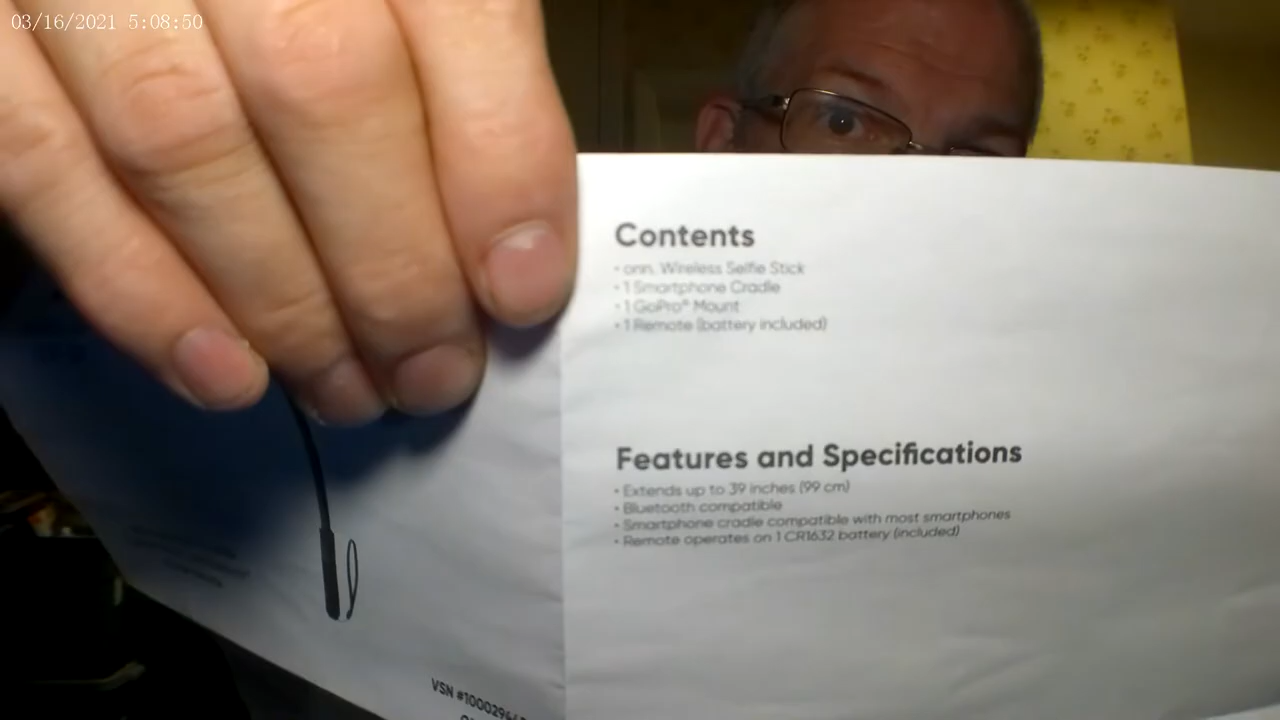 03/16/2021 5:08:50
Contents
• onn. Wireless Selfie Stick
• 1 Smartphone Cradle
• 1 GoPro® Mount
• 1 Remote (battery included)
Features and Specifications
• Extends up to 39 inches (99 cm)
• Bluetooth compatible
• Smartphone cradle compatible with most smartphones
• Remote operates on 1 CR1632 battery (included)
VSN